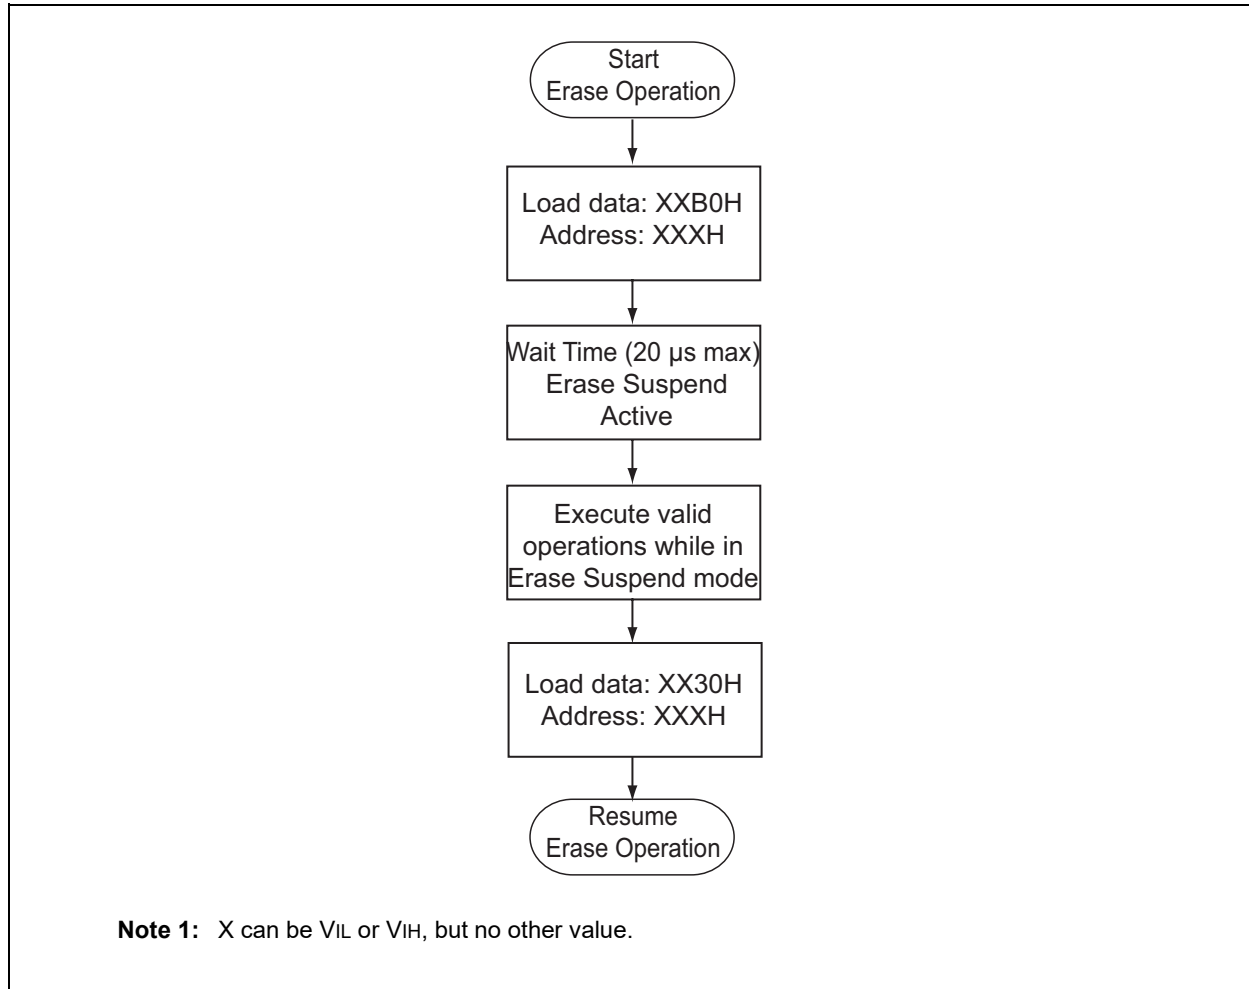 Start
Erase Operation
Load data: XXB0H
Address: XXXH
Wait Time (20 µs max)
Erase Suspend
Active
Execute valid
operations while in
Erase Suspend mode
Load data: XX30H
Address: XXXH
Resume
Erase Operation
Note 1: X can be VIL or VIH, but no other value.